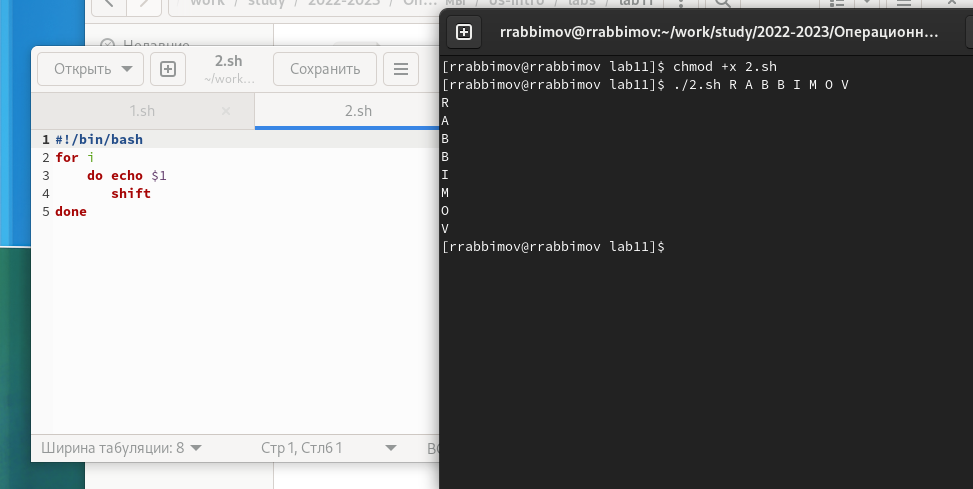 work / study / 2022-2023 / Оп... мы / os-intro / labs / lab11
Недавние
Открыть
2.sh
~/work...
Сохранить
1.sh
2.sh
1 #!/bin/bash
2 for i
3 do echo $1
4 shift
5 done
Ширина табуляции: 8
Стр 1, Стлб 1
rrabbimov@rrabbimov:~/work/study/2022-2023/Операционн...
[rrabbimov@rrabbimov lab11]$ chmod +x 2.sh
[rrabbimov@rrabbimov lab11]$ ./2.sh R A B B I M O V
R
A
B
B
I
M
O
V
[rrabbimov@rrabbimov lab11]$